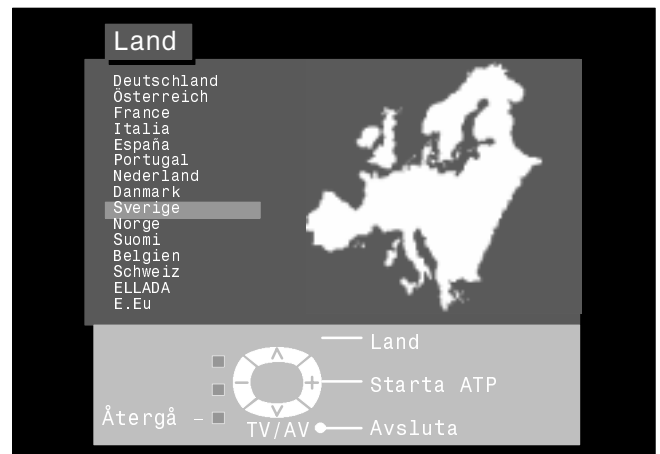 Land
Deutschland
Österreich
France
Italia
España
Portugal
Nederland
Danmark
Sverige
Norge
Suomi
Belgien
Schweiz
ELLADA
E.Eu
Land
Starta ATP
Återgå –
TV/AV
Avsluta